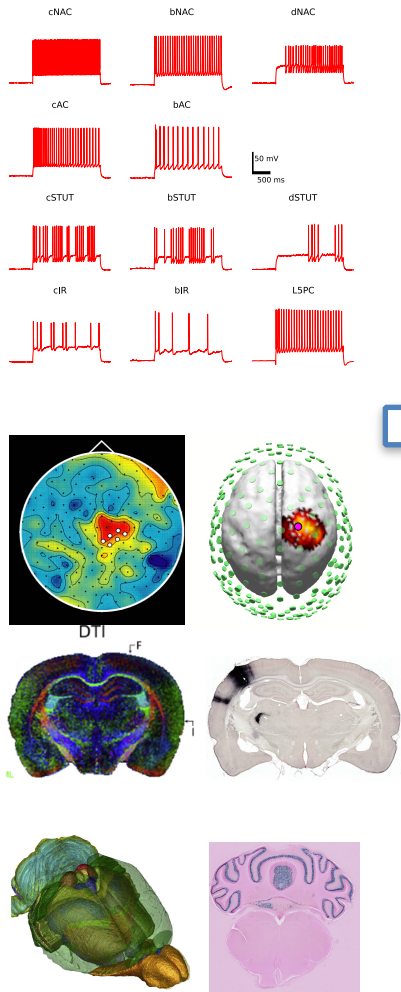 cNAC bNAC dNAC
cAC bAC
50 mV
500 ms
cSTUT bSTUT dSTUT
cIR bIR L5PC
DTI
F
I